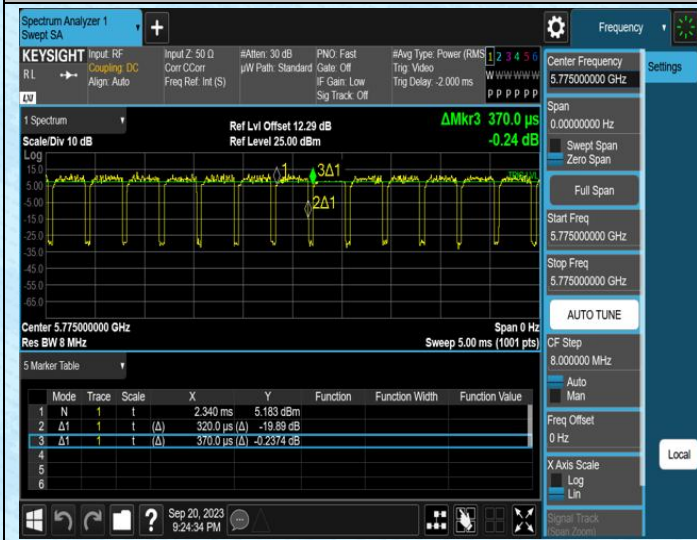 Spectrum Analyzer 1
Swept SA
+
Frequency
KEYSIGHT Input: RF Input Z: 50 Ω #Atten: 30 dB PNO: Fast #Avg Type: Power (RMS 1 2 3 4 5 6
RL Coupling: DC Corr CCorr µW Path: Standard Gate: Off Trig: Video W W W W W W
Align: Auto Freq Ref: Int (S) IF Gain: Low Trig Delay: -2.000 ms
Sig Track: Off P P P P P P
LXI
1 Spectrum
Ref Lvl Offset 12.29 dB ΔMkr3 370.0 µs
Scale/Div 10 dB Ref Level 25.00 dBm -0.24 dB
Log
15.0
5.00
-5.00
-15.0
-25.0
-35.0
-45.0
-55.0
-65.0
1 3Δ1
2Δ1
Center 5.775000000 GHz Span 0 Hz
Res BW 8 MHz Sweep 5.00 ms (1001 pts)
5 Marker Table
Mode Trace Scale X Y Function Function Width Function Value
1 N 1 t 2.340 ms 5.183 dBm
2 Δ1 1 t (Δ) 320.0 µs (Δ) -19.89 dB
3 Δ1 1 t (Δ) 370.0 µs (Δ) -0.2374 dB
4
5
6
?
Sep 20, 2023
9:24:34 PM
Center Frequency
5.775000000 GHz
Settings
Span
0.00000000 Hz
Swept Span
Zero Span
Full Span
Start Freq
5.775000000 GHz
Stop Freq
5.775000000 GHz
AUTO TUNE
CF Step
8.000000 MHz
Auto
Man
Freq Offset
0 Hz
X Axis Scale
Log
Lin
Local
Signal Track
(Span Zoom)